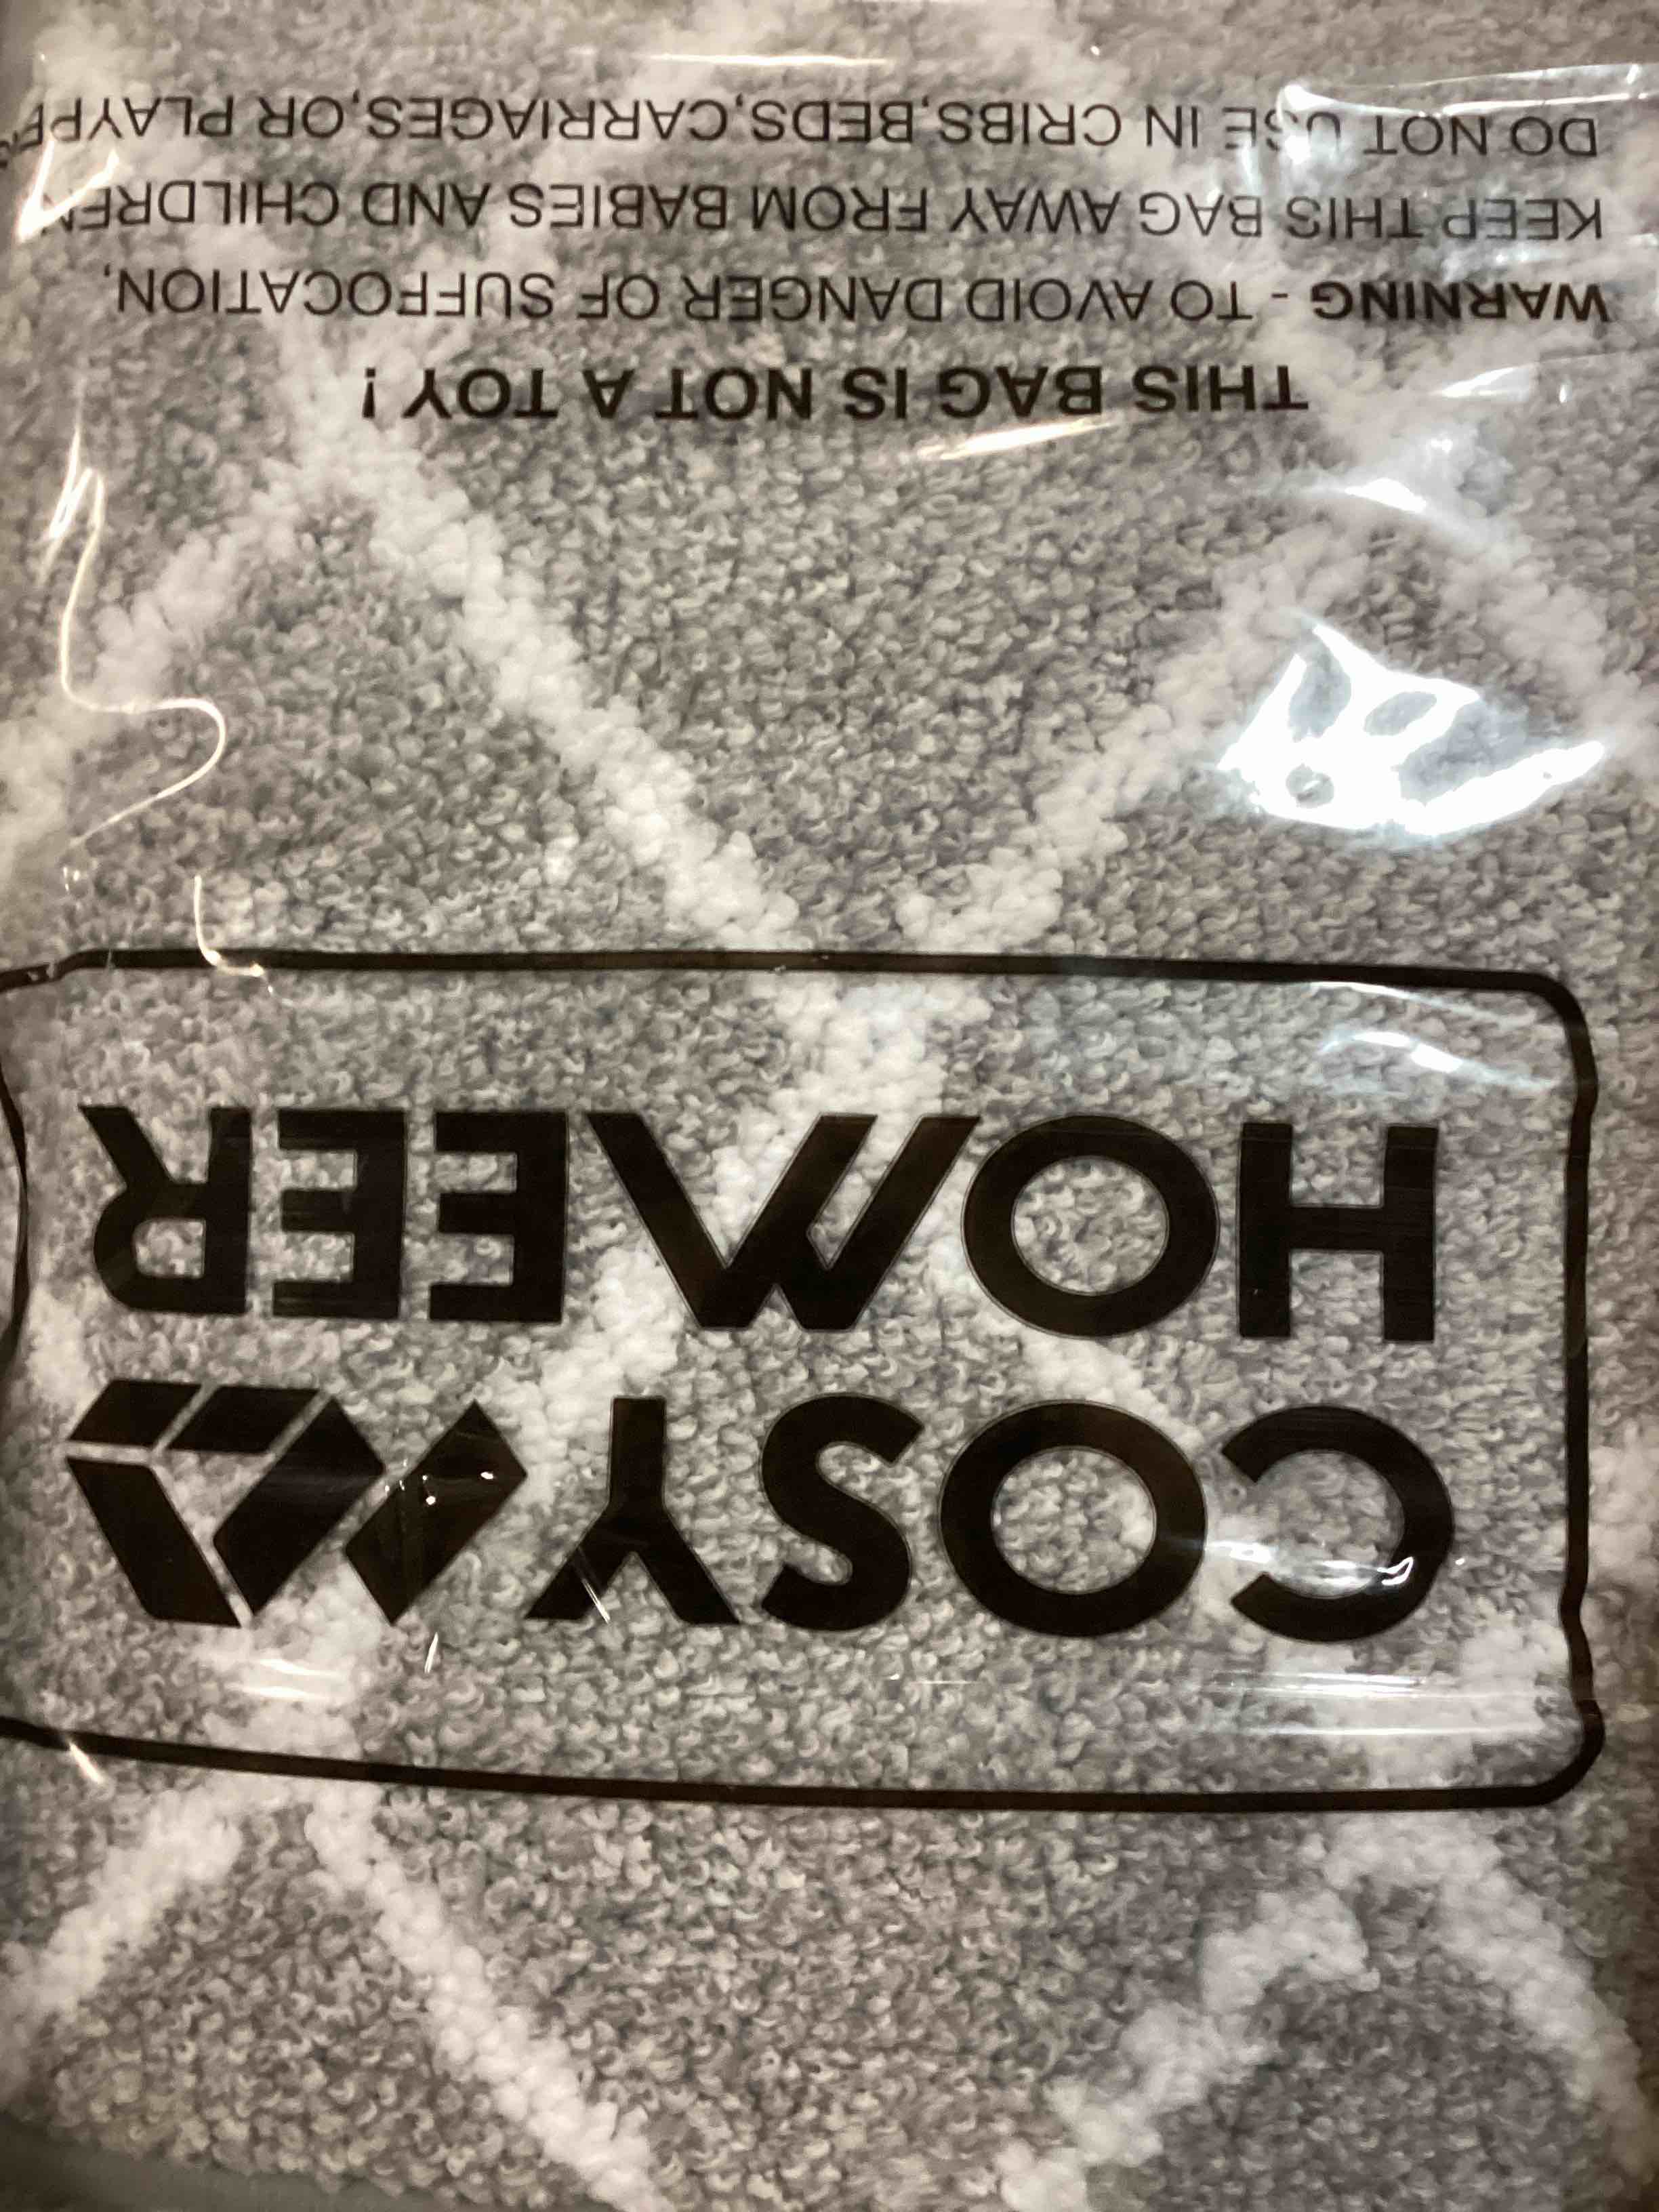 COSY
HOMEER
THIS BAG IS NOT A TOY !
WARNING - TO AVOID DANGER OF SUFFOCATION,
KEEP THIS BAG AWAY FROM BABIES AND CHILDREN
DO NOT USE IN CRIBS,BEDS,CARRIAGES,OR